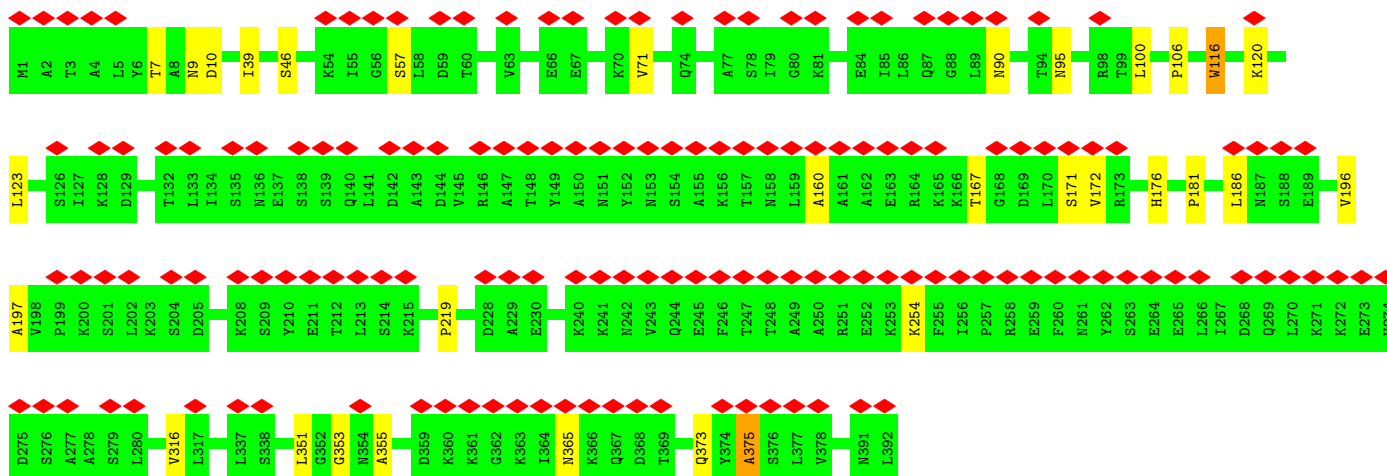 M1 A2 T3 A4 L5 Y6 T7 A8 N9 D10 I39 S46 K54 I55 G56 S57 L58 D59 T60 V63 E66 E67 K70 V71 Q74 A77 S78 I79 G80 K81 E84 I85 L86 Q87 G88 L89 N90 T94 N95 R98 T99 L100 P106 W116 K120
L123 S126 I127 K128 D129 T132 L133 I134 S135 N136 E137 S138 S139 Q140 L141 D142 A143 D144 V145 R146 A147 T148 Y149 A150 N151 Y152 N153 S154 A155 K156 T157 N158 L159 A160 A161 A162 E163 R164 K165 K166 T167 G168 D169 L170 S171 V172 R173 H176 P181 L186 N187 S188 E189 V196
A197 V198 P199 K200 S201 L202 K203 S204 D205 K208 S209 Y210 E211 T212 L213 S214 K215 P219 D228 A229 E230 K240 K241 N242 V243 Q244 E245 F246 T247 T248 A249 A250 R251 E252 K253 K254 F255 I256 P257 R258 E259 F260 N261 Y262 S263 E264 E265 L266 I267 D268 Q269 L270 K271 K272 E273
D275 S276 A277 A278 S279 L280 V316 L317 L337 S338 L351 G352 G353 N354 A355 D359 K360 K361 G362 K363 I364 N365 K366 Q367 D368 T369 Q373 Y374 A375 S376 L377 V378 N391 L392